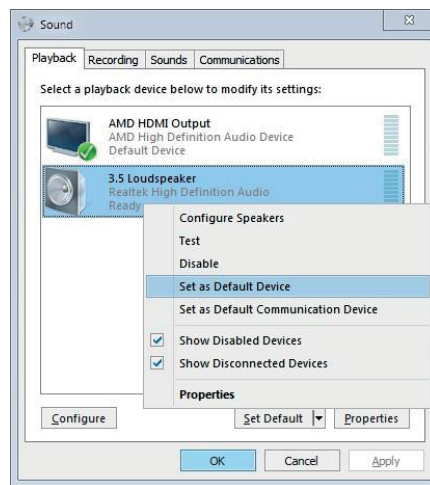 Sound
Playback Recording Sounds Communications
Select a playback device below to modify its settings:
AMD HDMI Output
AMD High Definition Audio Device
Default Device
3.5 Loudspeaker
Realtek High Definition Audio
Ready
Configure Speakers
Test
Disable
Set as Default Device
Set as Default Communication Device
Show Disabled Devices
Show Disconnected Devices
Properties
Configure Set Default Properties
OK Cancel Apply